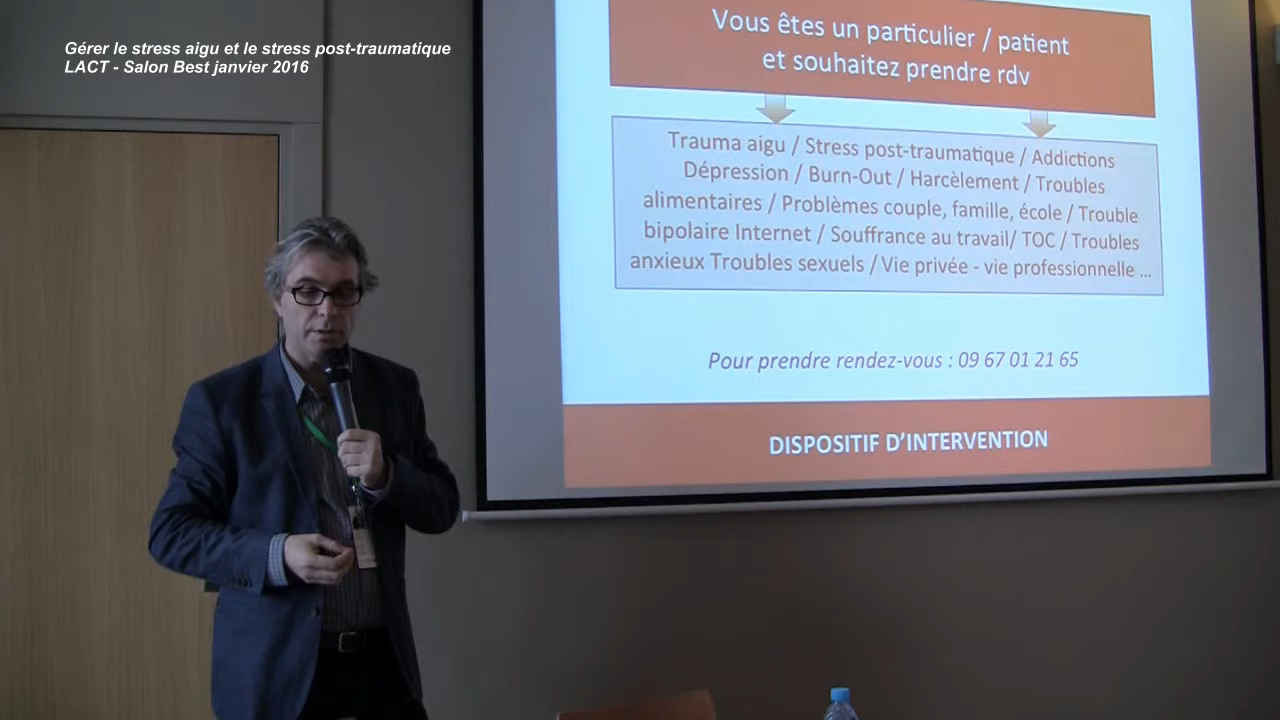 Gérer le stress aigu et le stress post-traumatique
LACT - Salon Best janvier 2016
Vous êtes un particulier / patient
et souhaitez prendre rdv
Trauma aigu / Stress post-traumatique / Addictions
Dépression / Burn-Out / Harcèlement / Troubles
alimentaires / Problèmes couple, famille, école / Trouble
bipolaire Internet / Souffrance au travail/ TOC / Troubles
anxieux Troubles sexuels / Vie privée - vie professionnelle ...
Pour prendre rendez-vous : 09 67 01 21 65
DISPOSITIF D'INTERVENTION